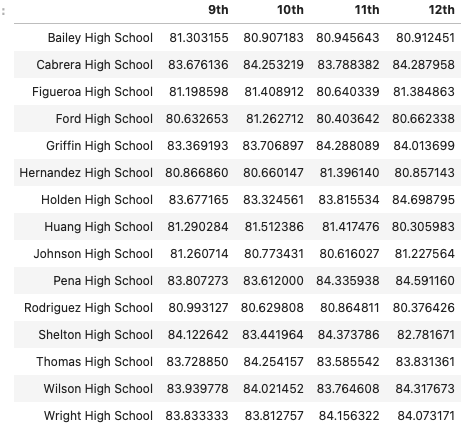 :
9th 10th 11th 12th
Bailey High School 81.303155 80.907183 80.945643 80.912451
Cabrera High School 83.676136 84.253219 83.788382 84.287958
Figueroa High School 81.198598 81.408912 80.640339 81.384863
Ford High School 80.632653 81.262712 80.403642 80.662338
Griffin High School 83.369193 83.706897 84.288089 84.013699
Hernandez High School 80.866860 80.660147 81.396140 80.857143
Holden High School 83.677165 83.324561 83.815534 84.698795
Huang High School 81.290284 81.512386 81.417476 80.305983
Johnson High School 81.260714 80.773431 80.616027 81.227564
Pena High School 83.807273 83.612000 84.335938 84.591160
Rodriguez High School 80.993127 80.629808 80.864811 80.376426
Shelton High School 84.122642 83.441964 84.373786 82.781671
Thomas High School 83.728850 84.254157 83.585542 83.831361
Wilson High School 83.939778 84.021452 83.764608 84.317673
Wright High School 83.833333 83.812757 84.156322 84.073171